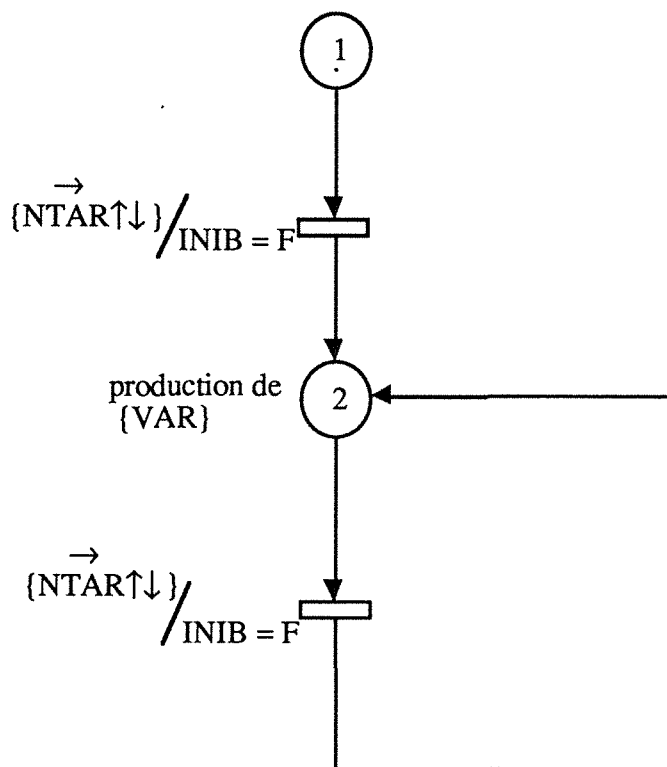 1
→
{NTAR↑↓}/INIB = F
production de
{VAR}
2
→
{NTAR↑↓}/INIB = F